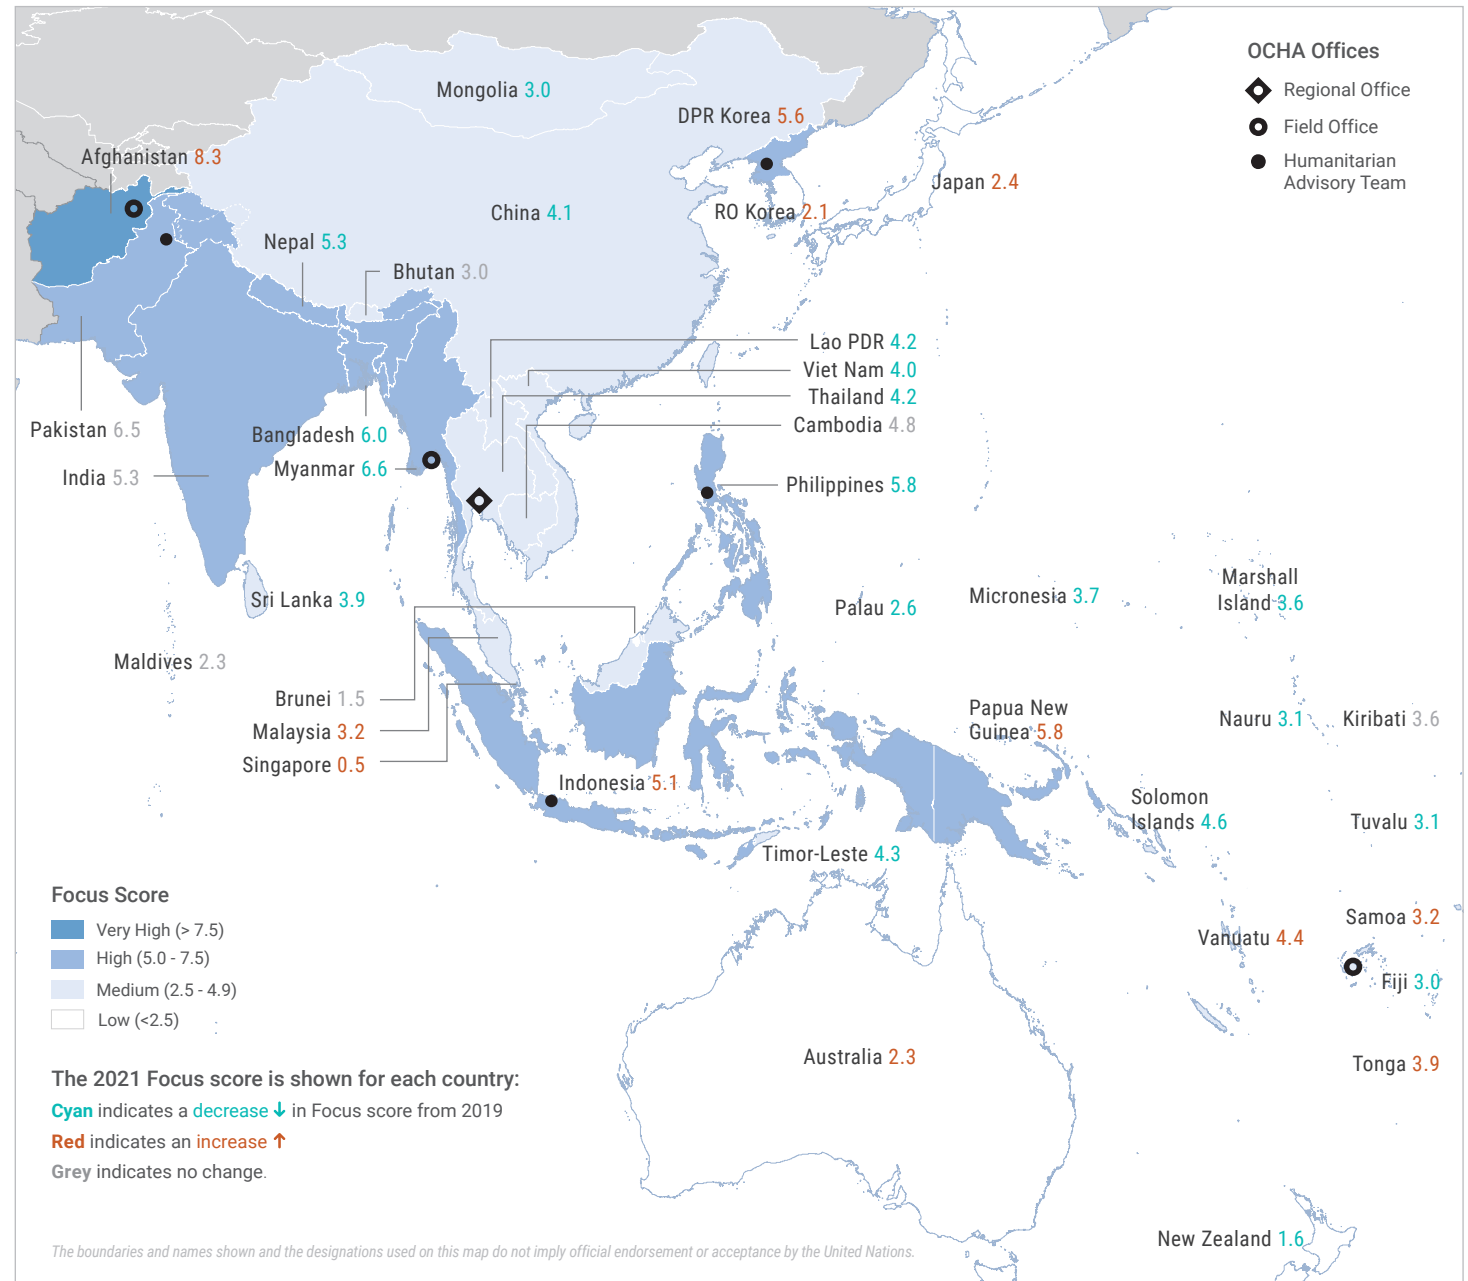 OCHA Offices
Regional Office
Field Office
Humanitarian
Advisory Team
Mongolia 3.0
DPR Korea 5.6
Afghanistan 8.3
Japan 2.4
China 4.1
RO Korea 2.1
Nepal 5.3
Bhutan 3.0
Lao PDR 4.2
Viet Nam 4.0
Thailand 4.2
Cambodia 4.8
Pakistan 6.5
Bangladesh 6.0
Myanmar 6.6
India 5.3
Philippines 5.8
Sri Lanka 3.9
Palau 2.6
Micronesia 3.7
Marshall
Island 3.6
Maldives 2.3
Brunei 1.5
Malaysia 3.2
Singapore 0.5
Papua New
Guinea 5.8
Nauru 3.1
Kiribati 3.6
Indonesia 5.1
Solomon
Islands 4.6
Tuvalu 3.1
Timor-Leste 4.3
Samoa 3.2
Vanuatu 4.4
Fiji 3.0
Australia 2.3
Tonga 3.9
New Zealand 1.6
Focus Score
Very High (> 7.5)
High (5.0 - 7.5)
Medium (2.5 - 4.9)
Low (<2.5)
The 2021 Focus score is shown for each country:
Cyan indicates a decrease ↓ in Focus score from 2019
Red indicates an increase ↑
Grey indicates no change.
The boundaries and names shown and the designations used on this map do not imply official endorsement or acceptance by the United Nations.